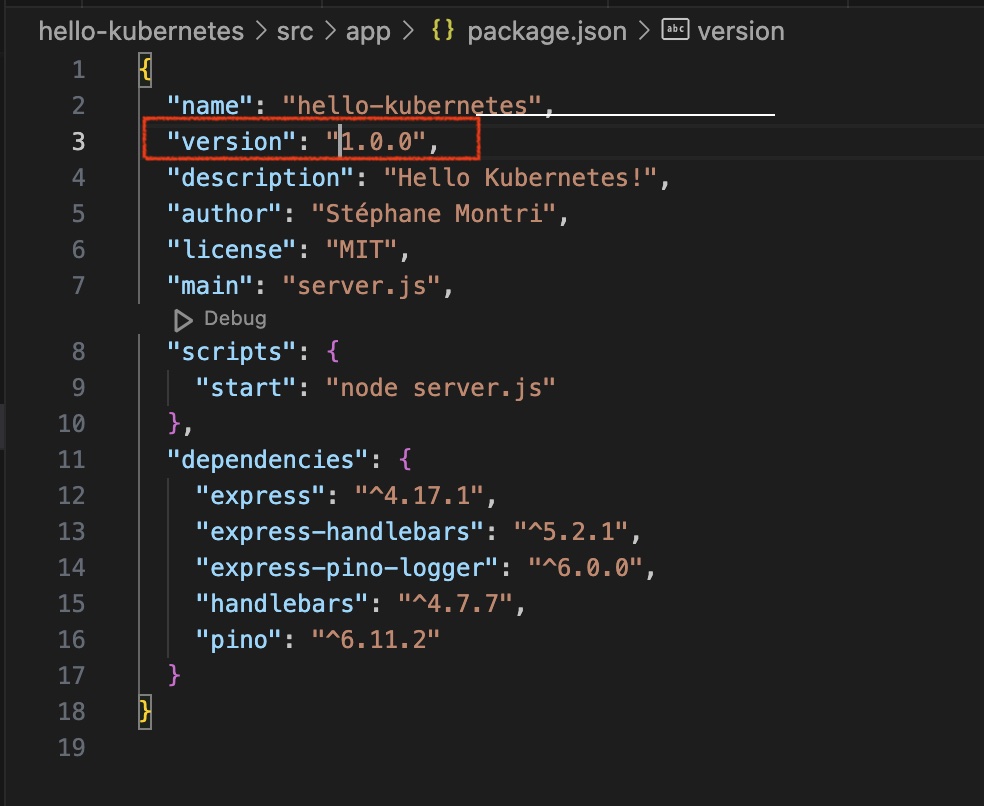 hello-kubernetes > src > app > {} package.json > abc version
1 {
2 "name": "hello-kubernetes",
3 "version": "1.0.0",
4 "description": "Hello Kubernetes!",
5 "author": "Stéphane Montri",
6 "license": "MIT",
7 "main": "server.js",
Debug
8 "scripts": {
9 "start": "node server.js"
10 },
11 "dependencies": {
12 "express": "^4.17.1",
13 "express-handlebars": "^5.2.1",
14 "express-pino-logger": "^6.0.0",
15 "handlebars": "^4.7.7",
16 "pino": "^6.11.2"
17 }
18 }
19